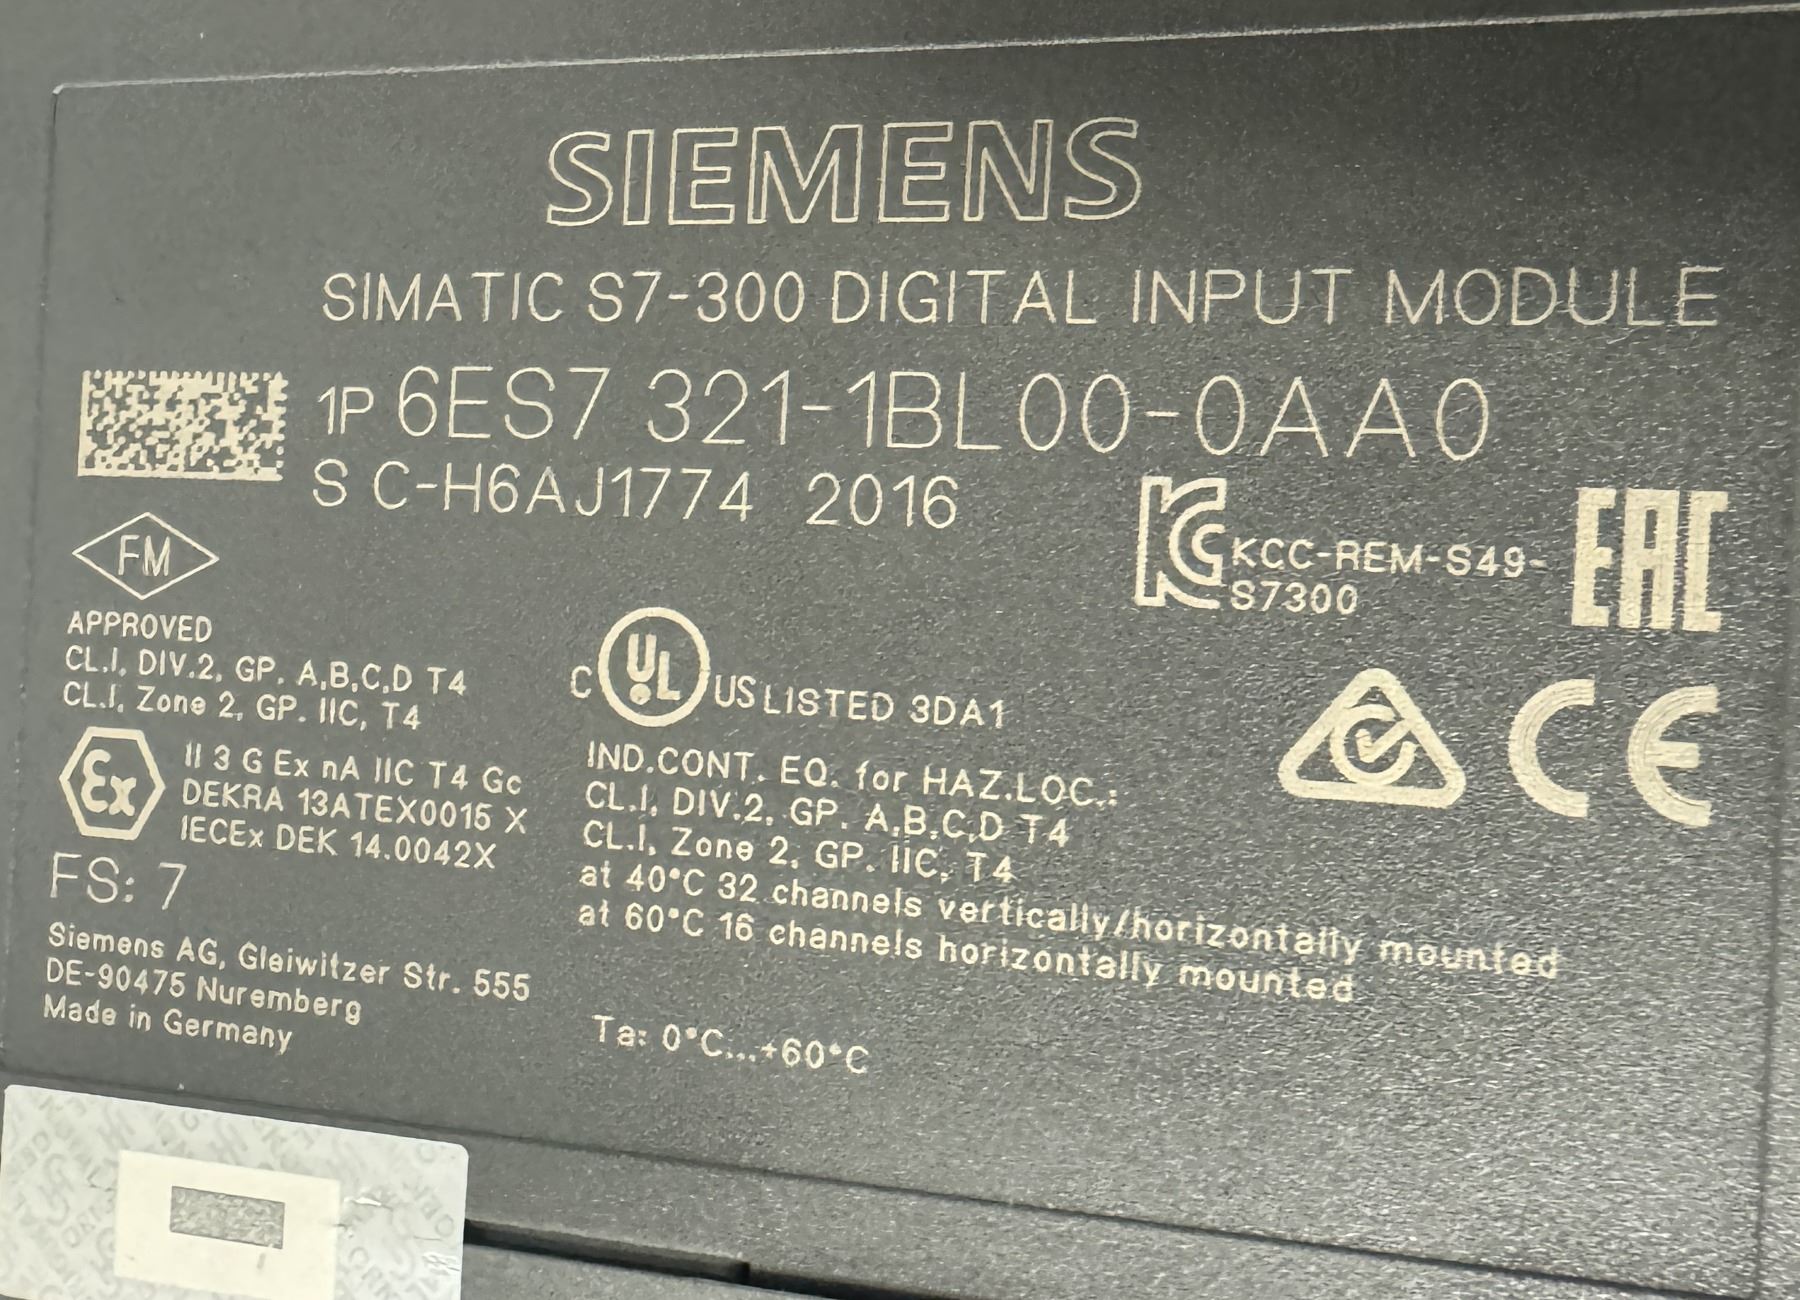 SIEMENS
SIMATIC S7-300 DIGITAL INPUT MODULE
1P 6ES7 321-1BL00-0AA0
S C-H6AJ1774 2016
KCC-REM-S49-
S7300
EAC
FM
APPROVED
CL.I, DIV.2, GP. A,B,C,D T4
CL.I, Zone 2, GP. IIC, T4
C UL US LISTED 3DA1
Ex
II 3 G Ex nA IIC T4 Gc
DEKRA 13ATEX0015 X
IECEx DEK 14.0042X
IND.CONT. EQ. for HAZ.LOC.:
CL.I, DIV.2, GP. A,B,C,D T4
CL.I, Zone 2, GP. IIC, T4
at 40°C 32 channels vertically/horizontally mounted
at 60°C 16 channels horizontally mounted
CE
FS: 7
Siemens AG, Gleiwitzer Str. 555
DE-90475 Nuremberg
Made in Germany
Ta: 0°C...+60°C